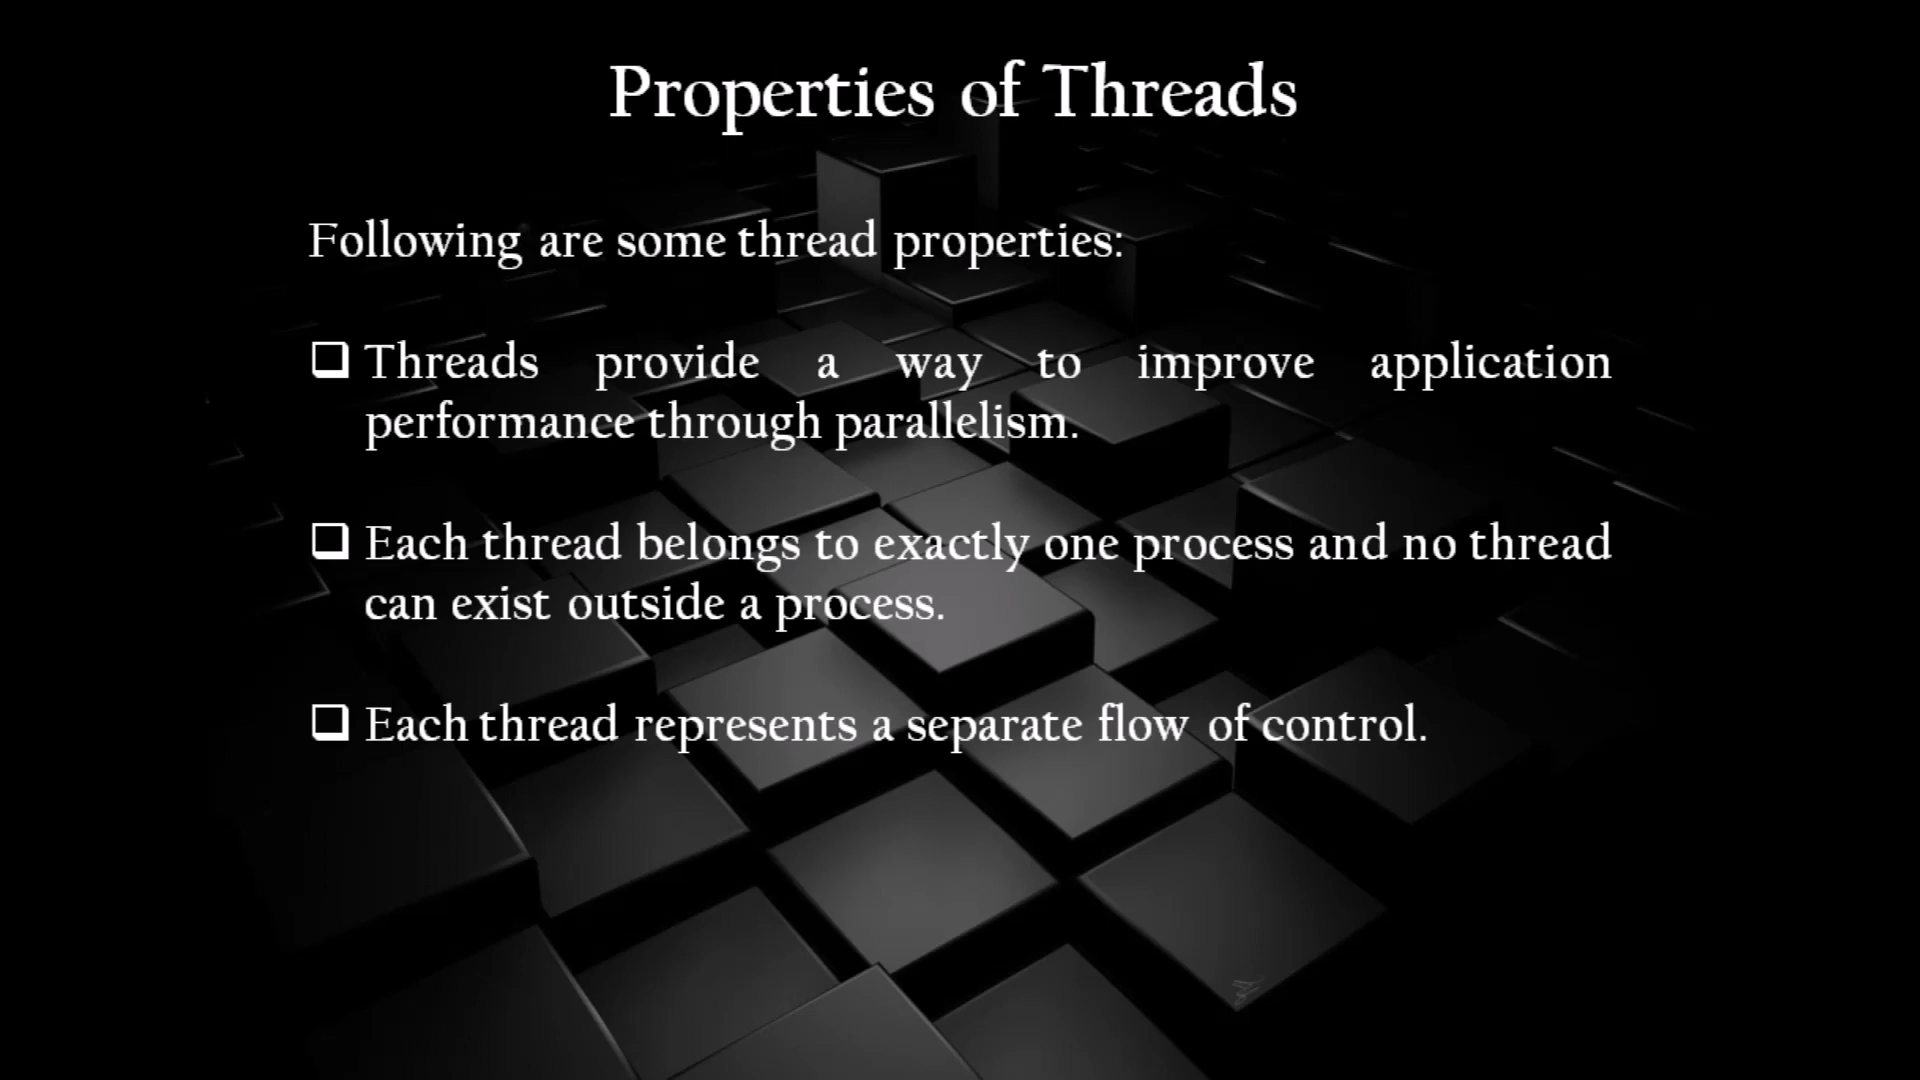 Properties of Threads
Following are some thread properties:
❑ Threads provide a way to improve application
performance through parallelism.
❑ Each thread belongs to exactly one process and no thread
can exist outside a process.
❑ Each thread represents a separate flow of control.